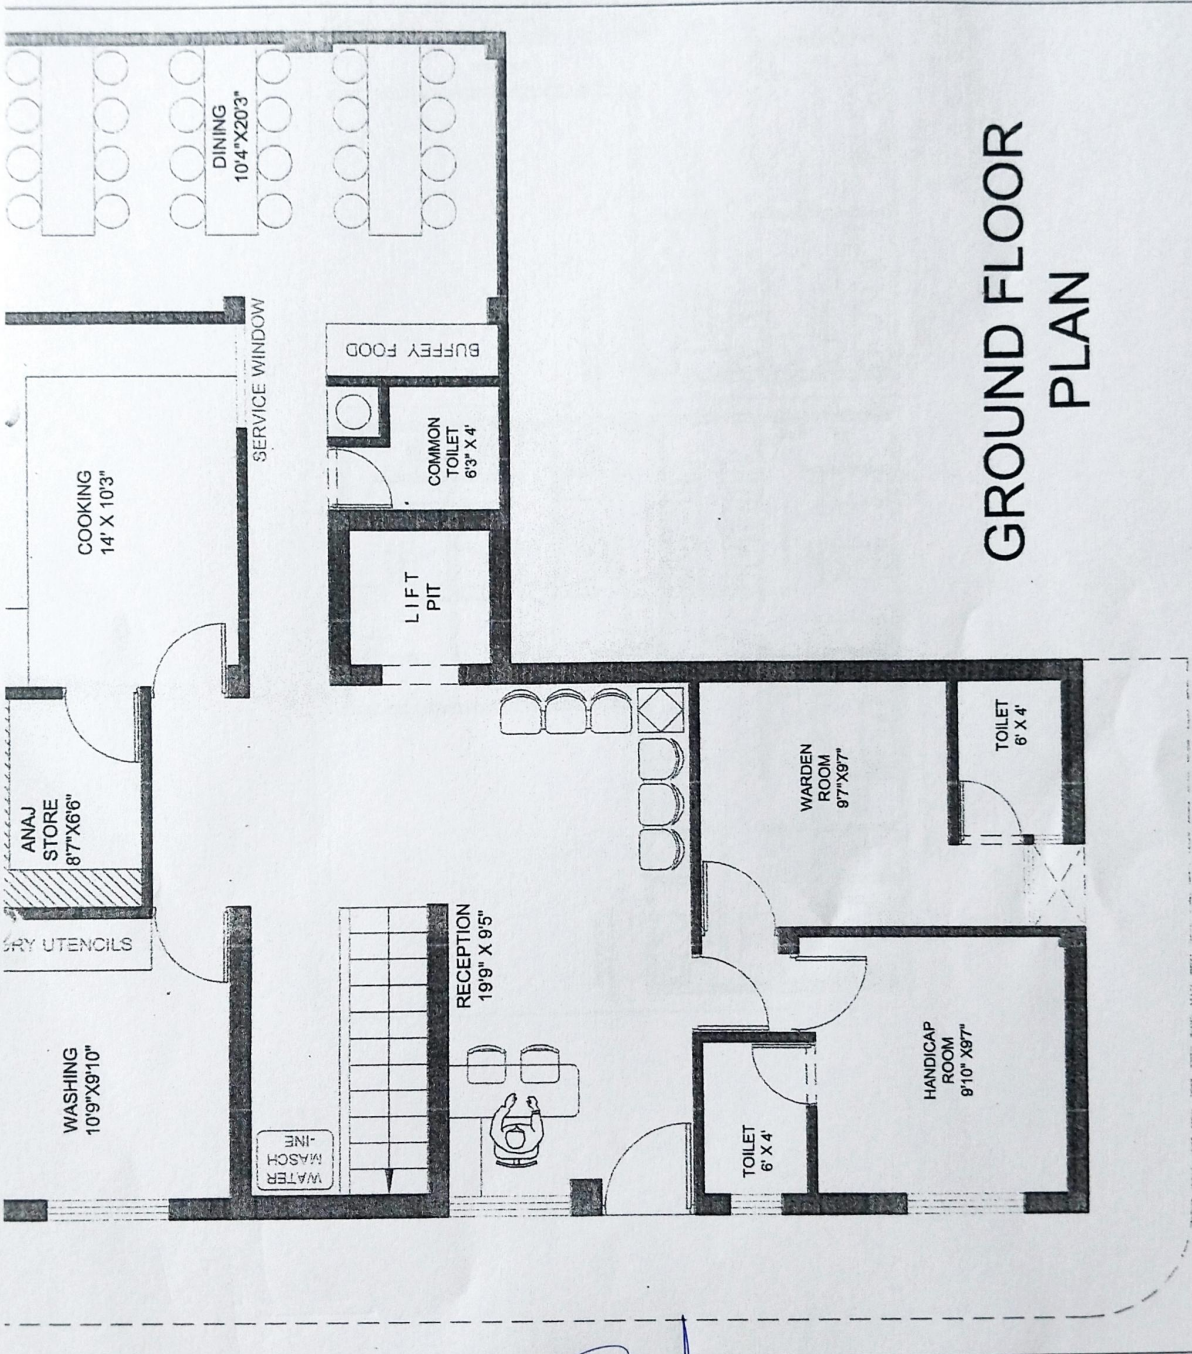 DINING
10'4"X20'3"
SERVICE WINDOW
BUFFEY FOOD
COOKING
14' X 10'3"
COMMON
TOILET
6'3" X 4'
LIFT
PIT
ANAJ
STORE
8'7"X6'6"
DRY UTENCILS
WASHING
10'9"X9'10"
WATER
MASCH
-INE
RECEPTION
19'9" X 9'5"
WARDEN
ROOM
9'7"X9'7"
TOILET
6' X 4'
HANDICAP
ROOM
9'10" X9'7"
TOILET
6' X 4'
GROUND FLOOR
PLAN